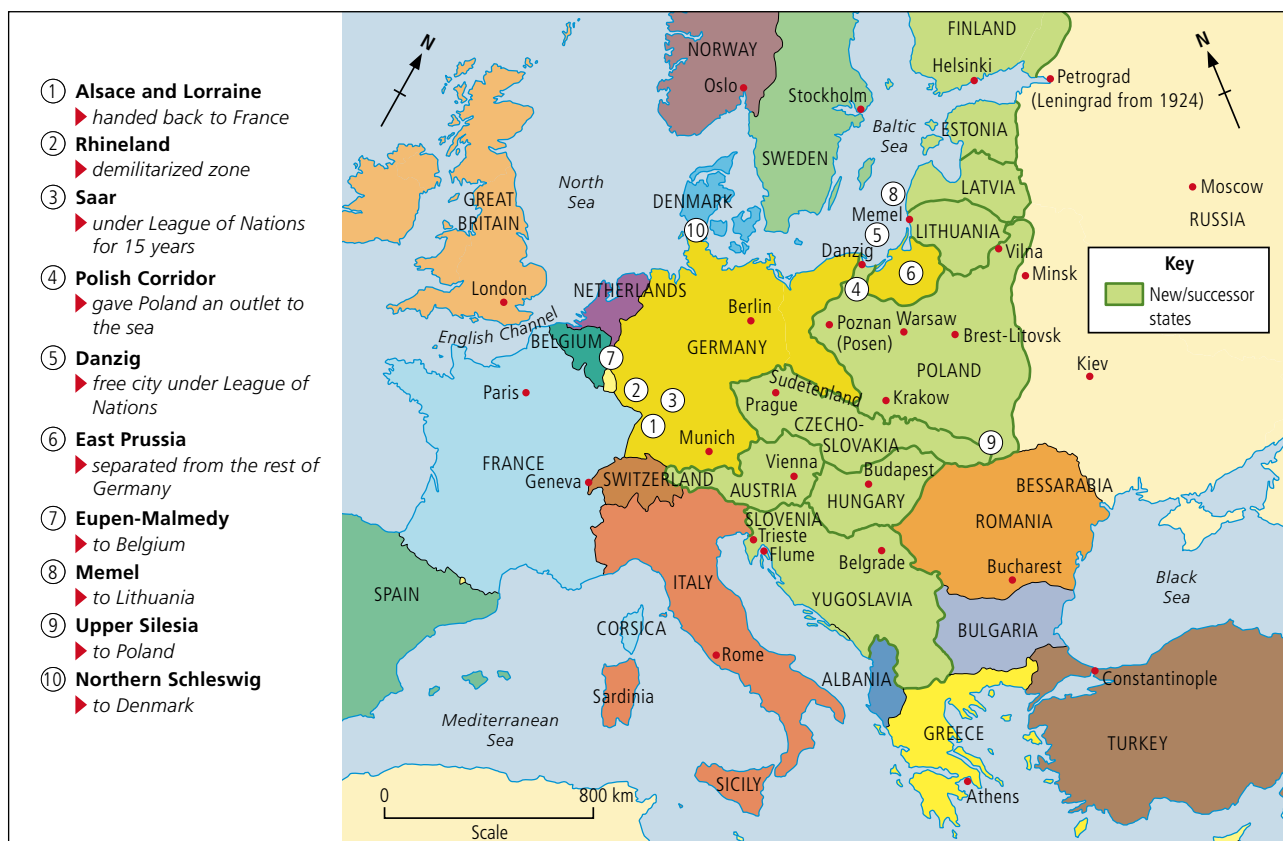 ① Alsace and Lorraine
▶ handed back to France
② Rhineland
▶ demilitarized zone
③ Saar
▶ under League of Nations
for 15 years
④ Polish Corridor
▶ gave Poland an outlet to
the sea
⑤ Danzig
▶ free city under League of
Nations
⑥ East Prussia
▶ separated from the rest of
Germany
⑦ Eupen-Malmedy
▶ to Belgium
⑧ Memel
▶ to Lithuania
⑨ Upper Silesia
▶ to Poland
⑩ Northern Schleswig
▶ to Denmark
N
N
NORWAY
Oslo
FINLAND
Helsinki
Petrograd
(Leningrad from 1924)
Stockholm
Baltic
Sea
ESTONIA
SWEDEN
LATVIA
Moscow
RUSSIA
North
Sea
GREAT
BRITAIN
DENMARK
⑩
⑧
Memel
⑤
LITHUANIA
Vilna
Minsk
Danzig
④
⑥
Key
New/successor
states
London
English Channel
NETHERLANDS
BELGIUM
Berlin
GERMANY
Poznan
(Posen)
Warsaw
Brest-Litovsk
POLAND
Kiev
⑦
②
③
①
Paris
Sudetenland
Prague
Krakow
CZECHO-
SLOVAKIA
⑨
Munich
FRANCE
Geneva
SWITZERLAND
Vienna
AUSTRIA
Budapest
HUNGARY
BESSARABIA
ROMANIA
SLOVENIA
Trieste
Flume
Belgrade
Bucharest
YUGOSLAVIA
Black
Sea
SPAIN
ITALY
CORSICA
Rome
Sardinia
BULGARIA
ALBANIA
Constantinople
Mediterranean
Sea
GREECE
TURKEY
SICILY
Athens
0
800 km
Scale